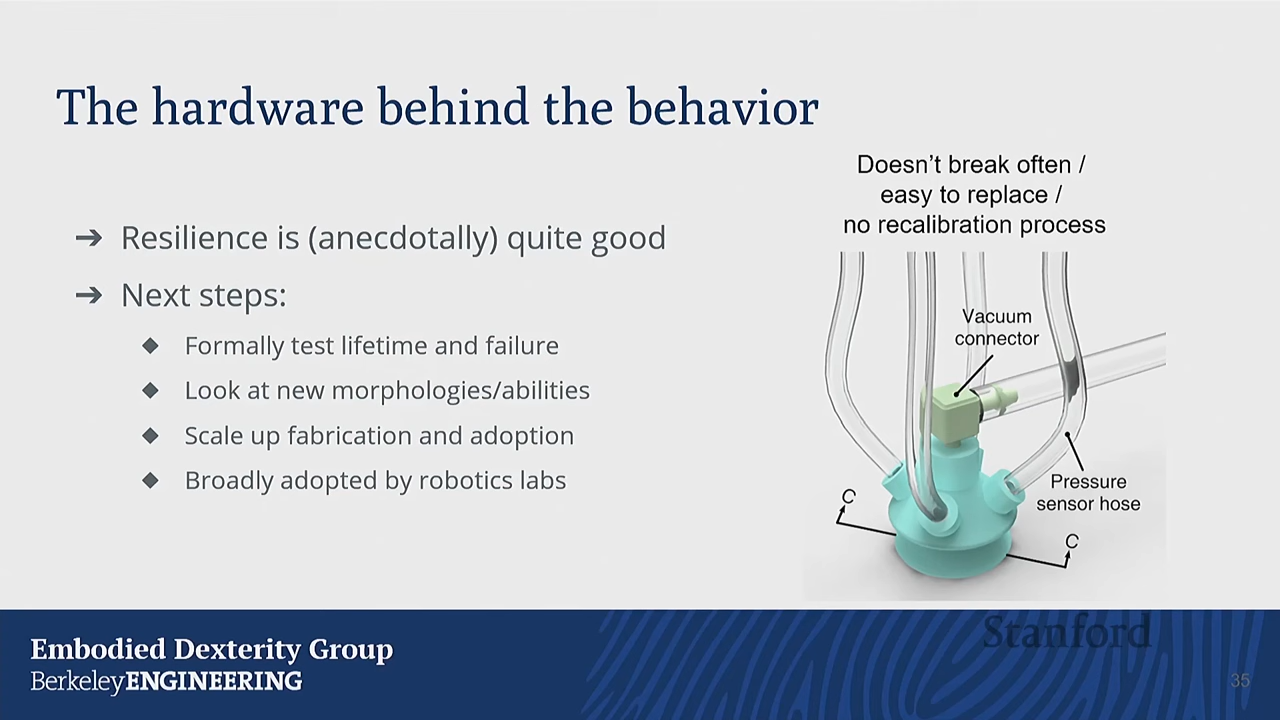 The hardware behind the behavior
➔ Resilience is (anecdotally) quite good
➔ Next steps:
◆ Formally test lifetime and failure
◆ Look at new morphologies/abilities
◆ Scale up fabrication and adoption
◆ Broadly adopted by robotics labs
Doesn't break often /
easy to replace /
no recalibration process
Vacuum
connector
Pressure
sensor hose
C
C
Embodied Dexterity Group
BerkeleyENGINEERING
Stanford
35